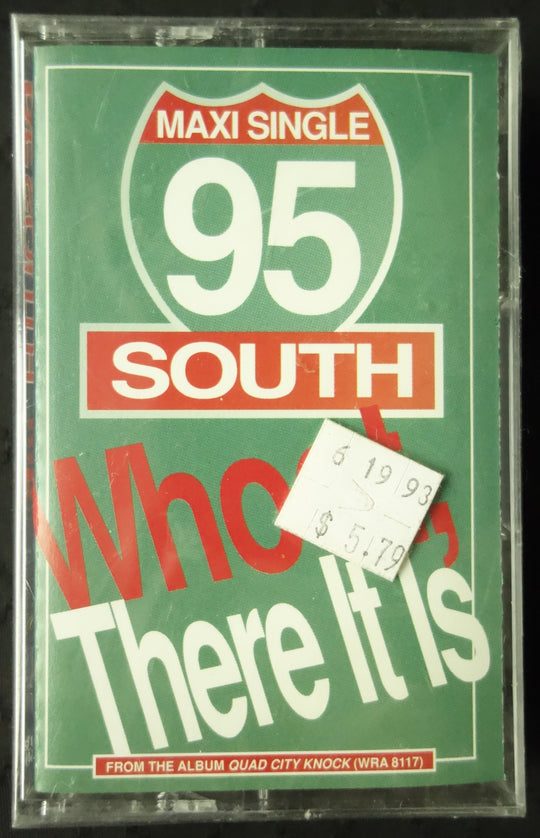 MAXI SINGLE
95
SOUTH
6 19 93
$ 5.79
There It Is
FROM THE ALBUM QUAD CITY KNOCK (WRA 8117)